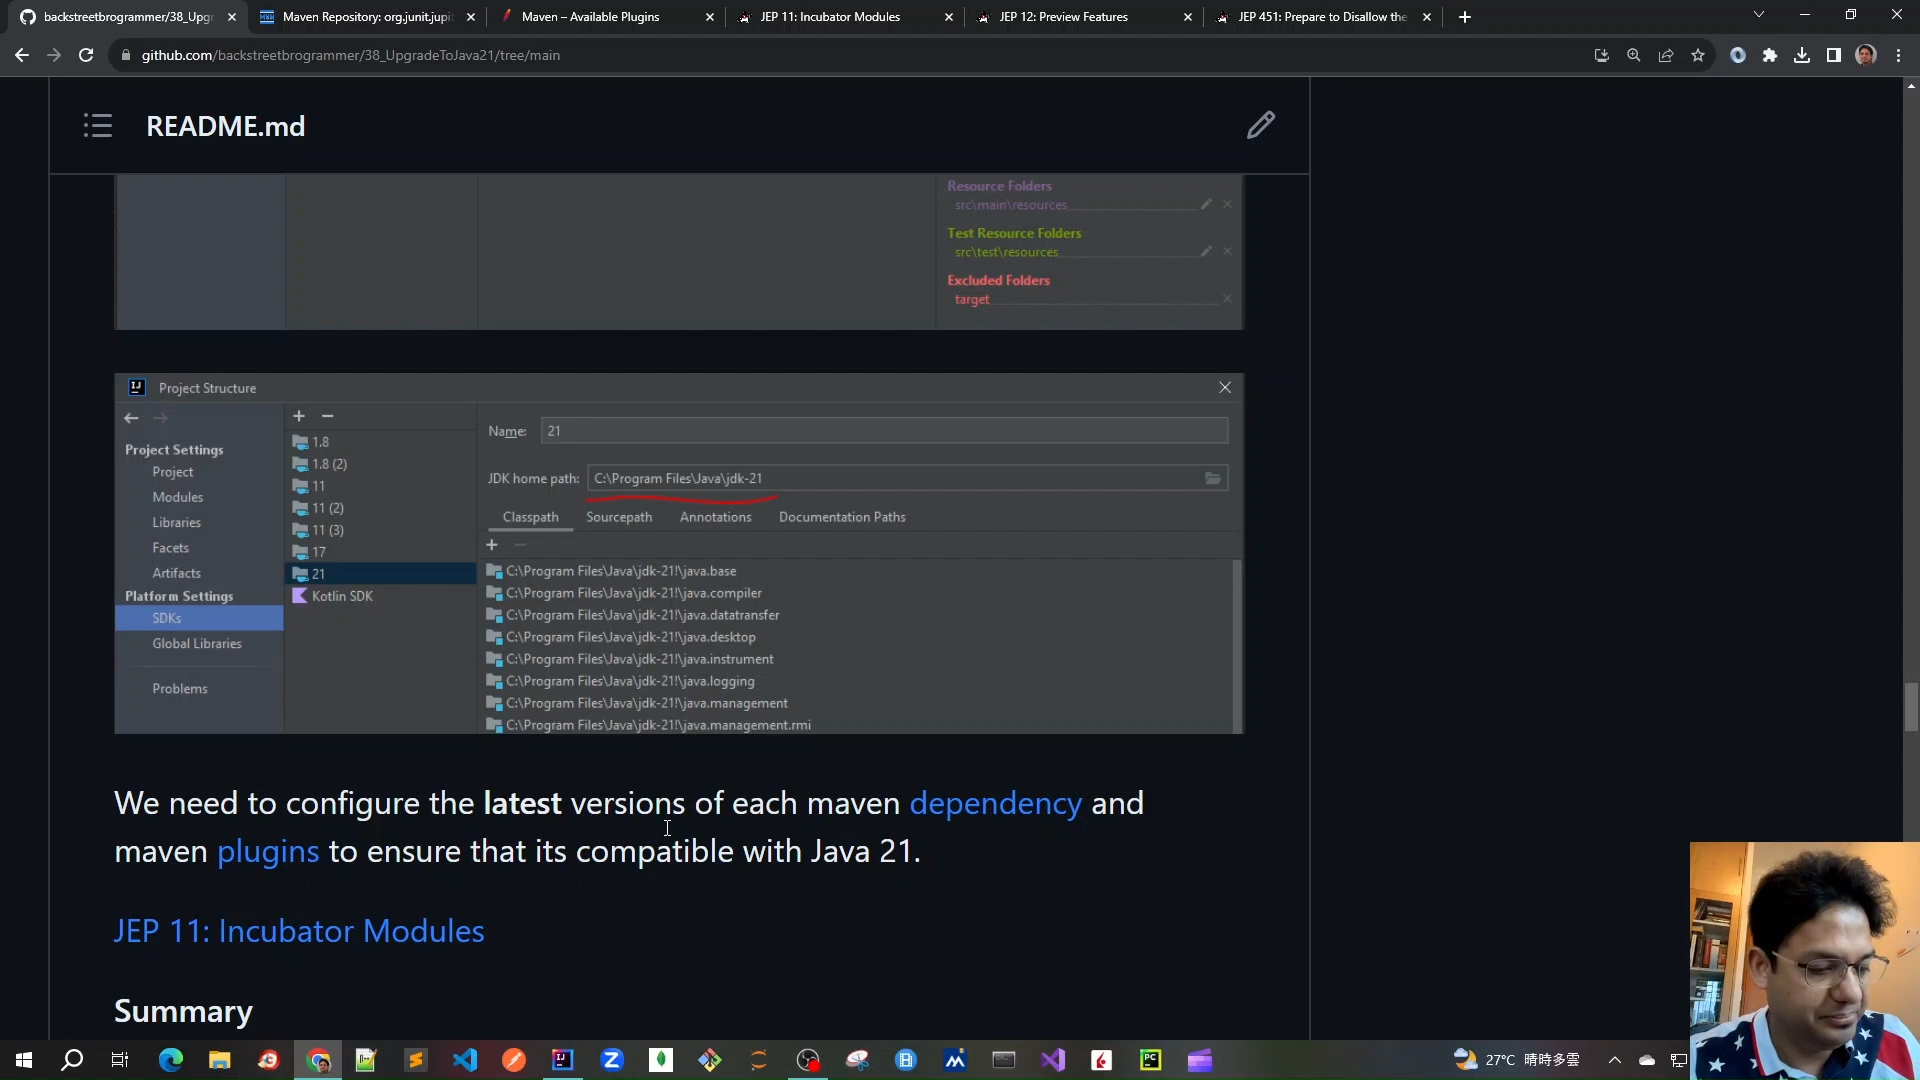 backstreetbrogrammer/38_Upgr
Maven Repository: org.junit.jupit
Maven – Available Plugins
JEP 11: Incubator Modules
JEP 12: Preview Features
JEP 451: Prepare to Disallow the
github.com/backstreetbrogrammer/38_UpgradeToJava21/tree/main
README.md
Resource Folders
src\main\resources
Test Resource Folders
src\test\resources
Excluded Folders
target
Project Structure
Project Settings
Project
Modules
Libraries
Facets
Artifacts
Platform Settings
SDKs
Global Libraries
Problems
1.8
1.8 (2)
11
11 (2)
11 (3)
17
21
Kotlin SDK
Name: 21
JDK home path: C:\Program Files\Java\jdk-21
Classpath Sourcepath Annotations Documentation Paths
C:\Program Files\Java\jdk-21!\java.base
C:\Program Files\Java\jdk-21!\java.compiler
C:\Program Files\Java\jdk-21!\java.datatransfer
C:\Program Files\Java\jdk-21!\java.desktop
C:\Program Files\Java\jdk-21!\java.instrument
C:\Program Files\Java\jdk-21!\java.logging
C:\Program Files\Java\jdk-21!\java.management
C:\Program Files\Java\jdk-21!\java.management.rmi
We need to configure the latest versions of each maven dependency and
maven plugins to ensure that its compatible with Java 21.
JEP 11: Incubator Modules
Summary
27°C 晴時多雲